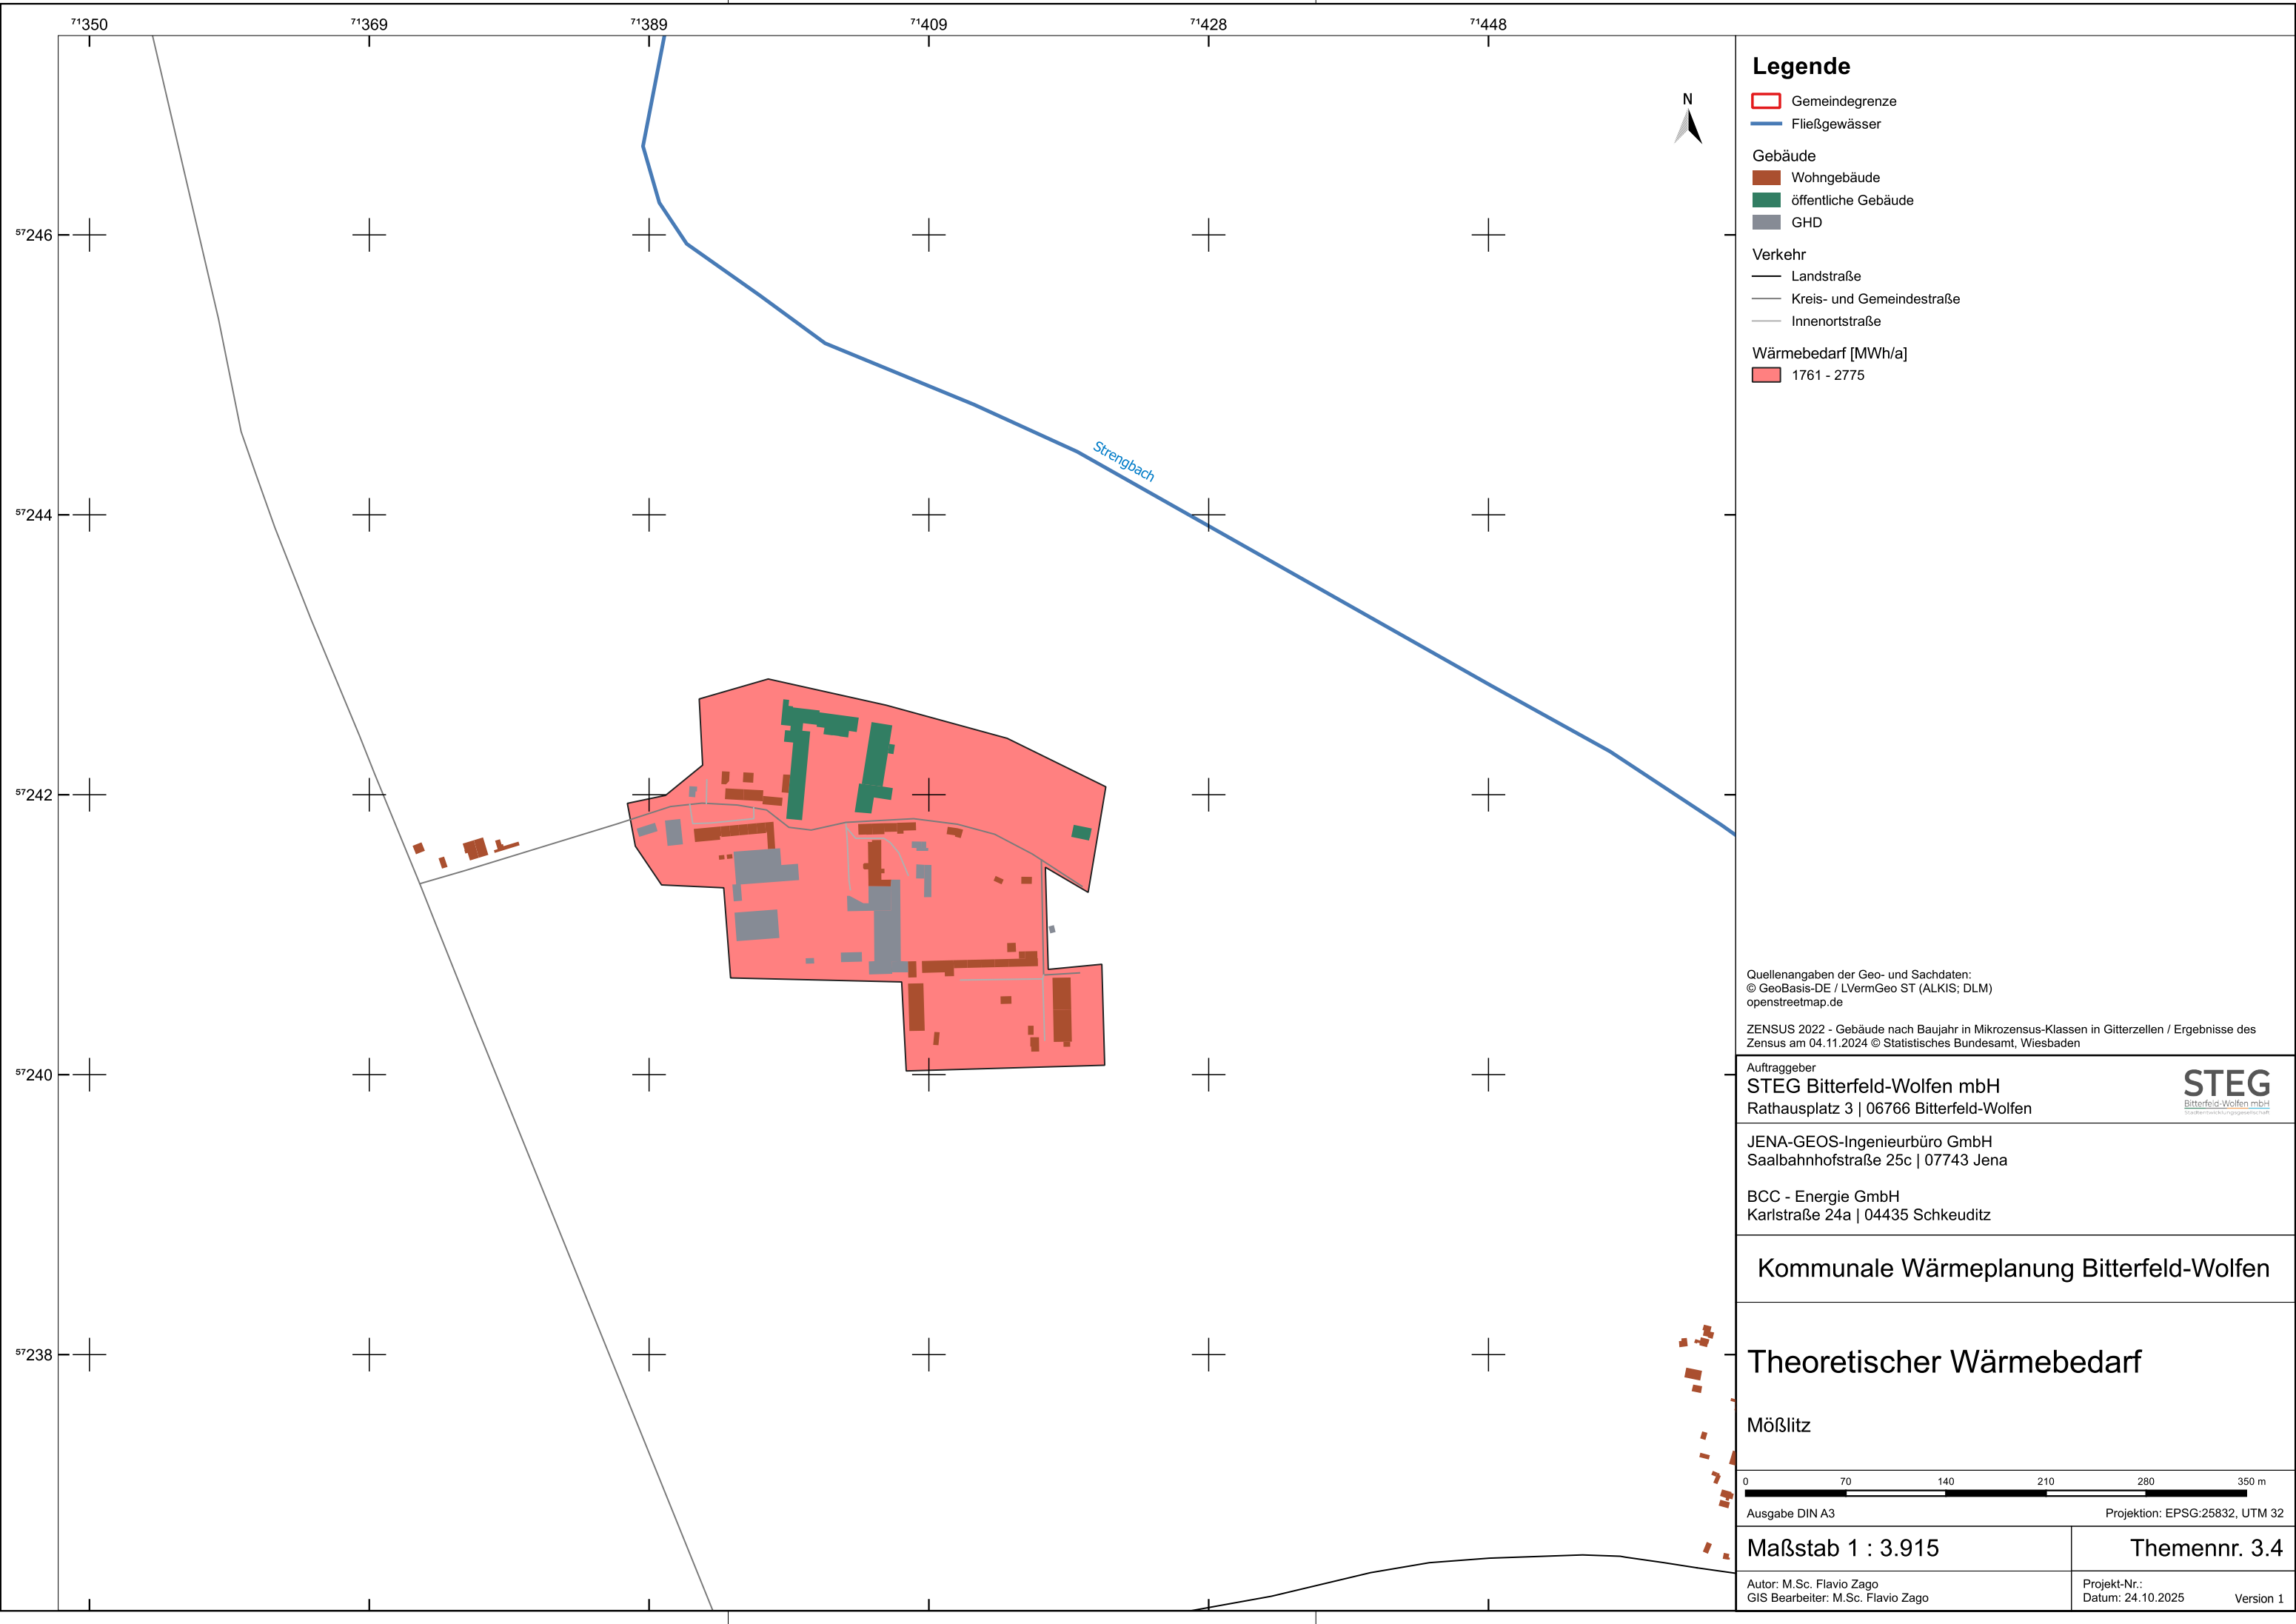 71350 71369 71389 71409 71428 71448
57246
57244
57242
57240
57238
Strengbach
N
Legende
Gemeindegrenze
Fließgewässer
Gebäude
Wohngebäude
öffentliche Gebäude
GHD
Verkehr
Landstraße
Kreis- und Gemeindestraße
Innenortstraße
Wärmebedarf [MWh/a]
1761 - 2775
Quellenangaben der Geo- und Sachdaten:
© GeoBasis-DE / LVermGeo ST (ALKIS; DLM)
openstreetmap.de
ZENSUS 2022 - Gebäude nach Baujahr in Mikrozensus-Klassen in Gitterzellen / Ergebnisse des
Zensus am 04.11.2024 © Statistisches Bundesamt, Wiesbaden
Auftraggeber
STEG Bitterfeld-Wolfen mbH
Rathausplatz 3 | 06766 Bitterfeld-Wolfen
STEG
Bitterfeld-Wolfen mbH
Stadtentwicklungsgesellschaft
JENA-GEOS-Ingenieurbüro GmbH
Saalbahnhofstraße 25c | 07743 Jena
BCC - Energie GmbH
Karlstraße 24a | 04435 Schkeuditz
Kommunale Wärmeplanung Bitterfeld-Wolfen
Theoretischer Wärmebedarf
Mößlitz
0 70 140 210 280 350 m
Ausgabe DIN A3 Projektion: EPSG:25832, UTM 32
Maßstab 1 : 3.915 Themennr. 3.4
Autor: M.Sc. Flavio Zago
GIS Bearbeiter: M.Sc. Flavio Zago
Projekt-Nr.:
Datum: 24.10.2025 Version 1